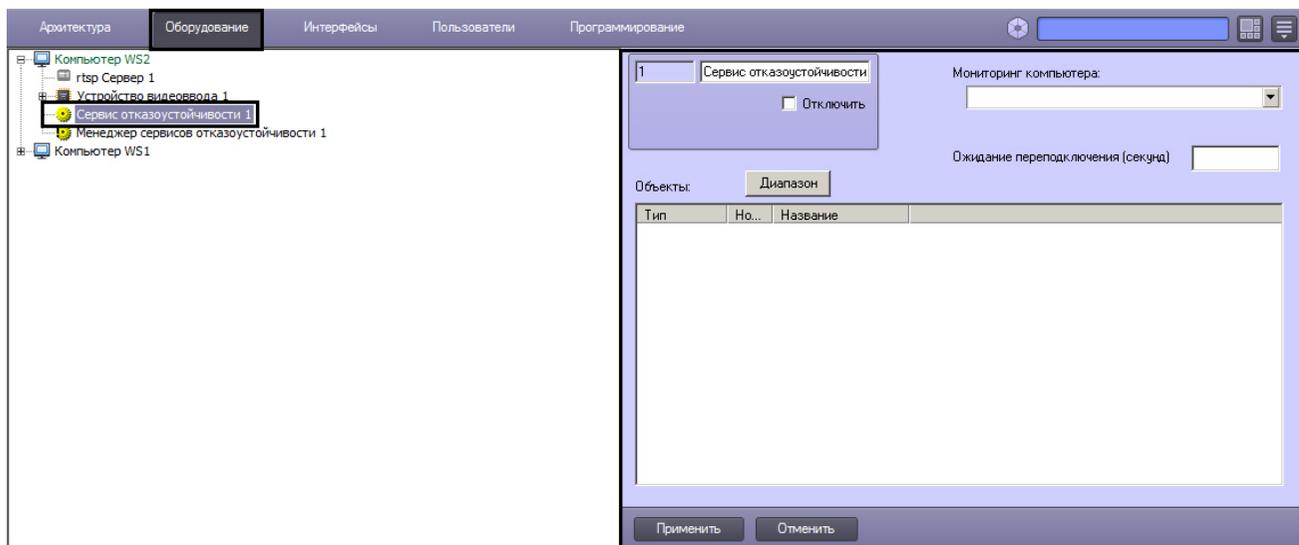 Архитектура Оборудование Интерфейсы Пользователи Программирование
Компьютер WS2
rtsp Сервер 1
Устройство видеоввода 1
Сервис отказоустойчивости 1
Менеджер сервисов отказоустойчивости 1
Компьютер WS1
1 Сервис отказоустойчивости
Отключить
Мониторинг компьютера:
Ожидание переподключения (секунд)
Объекты: Диапазон
Тип Но... Название
Применить Отменить